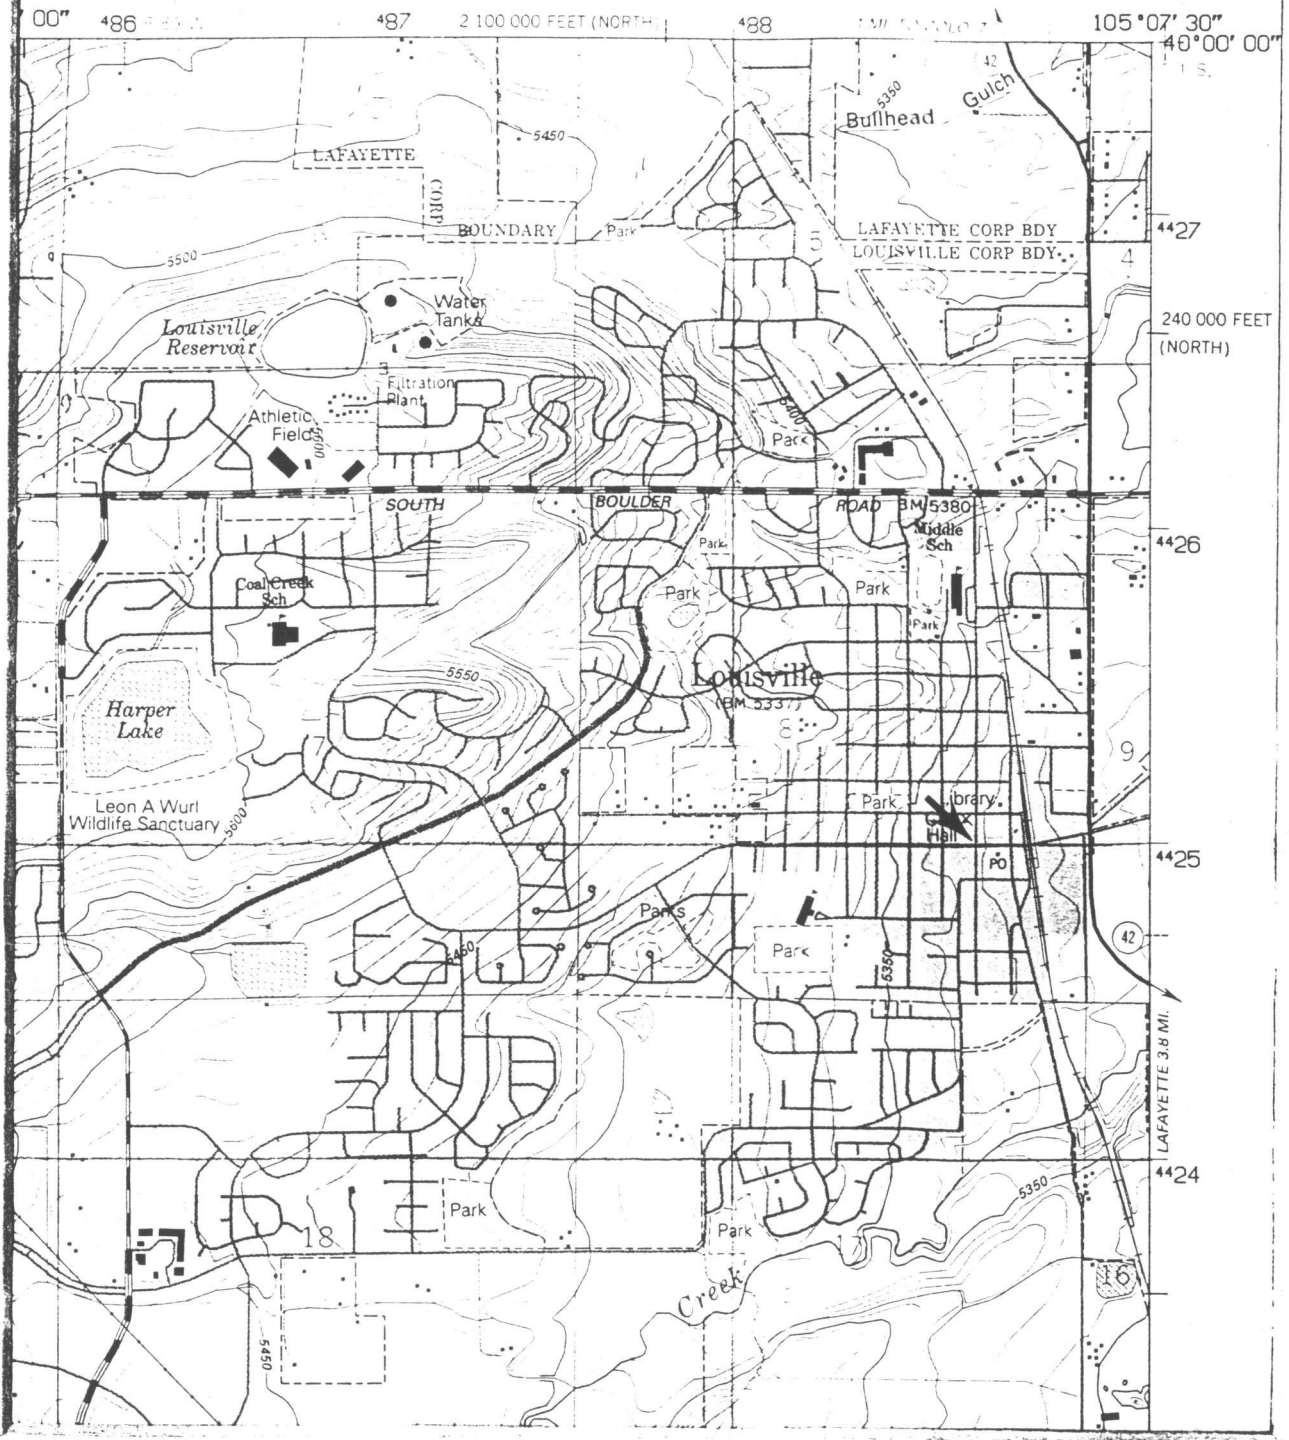 00"
486
487
2 100 000 FEET (NORTH)
488
105°07'30"
40°00'00"
42
Gulch
5350
Bullhead
5450
LAFAYETTE
CORP
BOUNDARY
Park
LAFAYETTE CORP BDY
LOUISVILLE CORP BDY
5
4
4427
5500
Water
Tanks
Louisville
Reservoir
240 000 FEET
(NORTH)
Filtration
Plant
Athletic
Field
5600
5400
Park
SOUTH
BOULDER
ROAD
BM 5380
Middle
Sch
4426
Park
Coal Creek
Sch
Park
Park
Park
5550
Louisville
(BM 5337)
8
Harper
Lake
9
Leon A Wurl
Wildlife Sanctuary
5600
Park
Library
Hall
PO
4425
Parks
Park
5450
5350
42
LAFAYETTE 3.8 MI.
4424
5350
Park
Park
18
17
16
Creek
5450